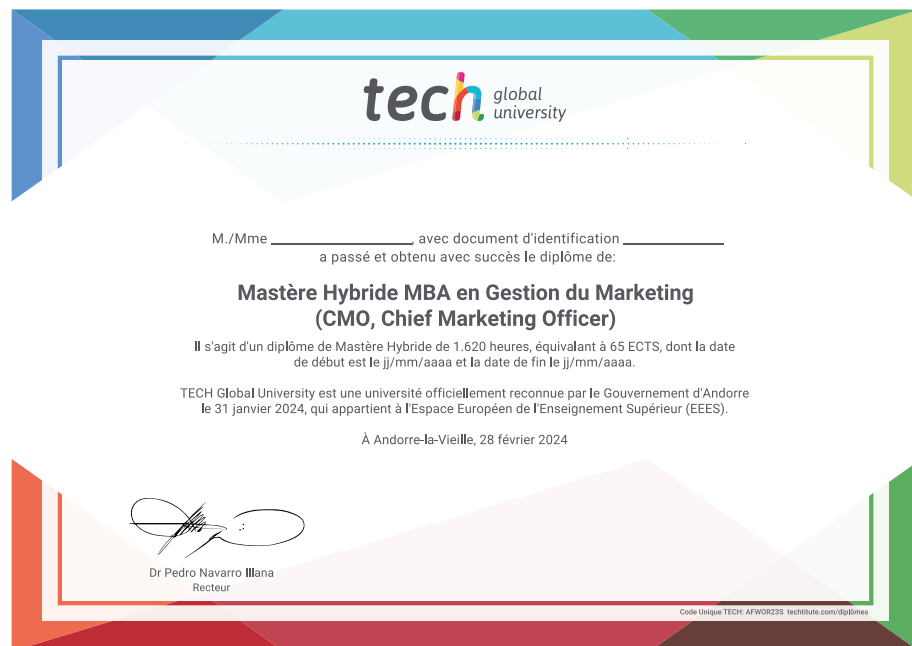 tech global university
M./Mme ______________, avec document d'identification __________
a passé et obtenu avec succès le diplôme de:
Mastère Hybride MBA en Gestion du Marketing
(CMO, Chief Marketing Officer)
Il s'agit d'un diplôme de Mastère Hybride de 1.620 heures, équivalant à 65 ECTS, dont la date
de début est le jj/mm/aaaa et la date de fin le jj/mm/aaaa.
TECH Global University est une université officiellement reconnue par le Gouvernement d'Andorre
le 31 janvier 2024, qui appartient à l'Espace Européen de l'Enseignement Supérieur (EEES).
À Andorre-la-Vieille, 28 février 2024
Dr Pedro Navarro Illana
Recteur
Code Unique TECH: AFWOR23S techtitute.com/diplômes